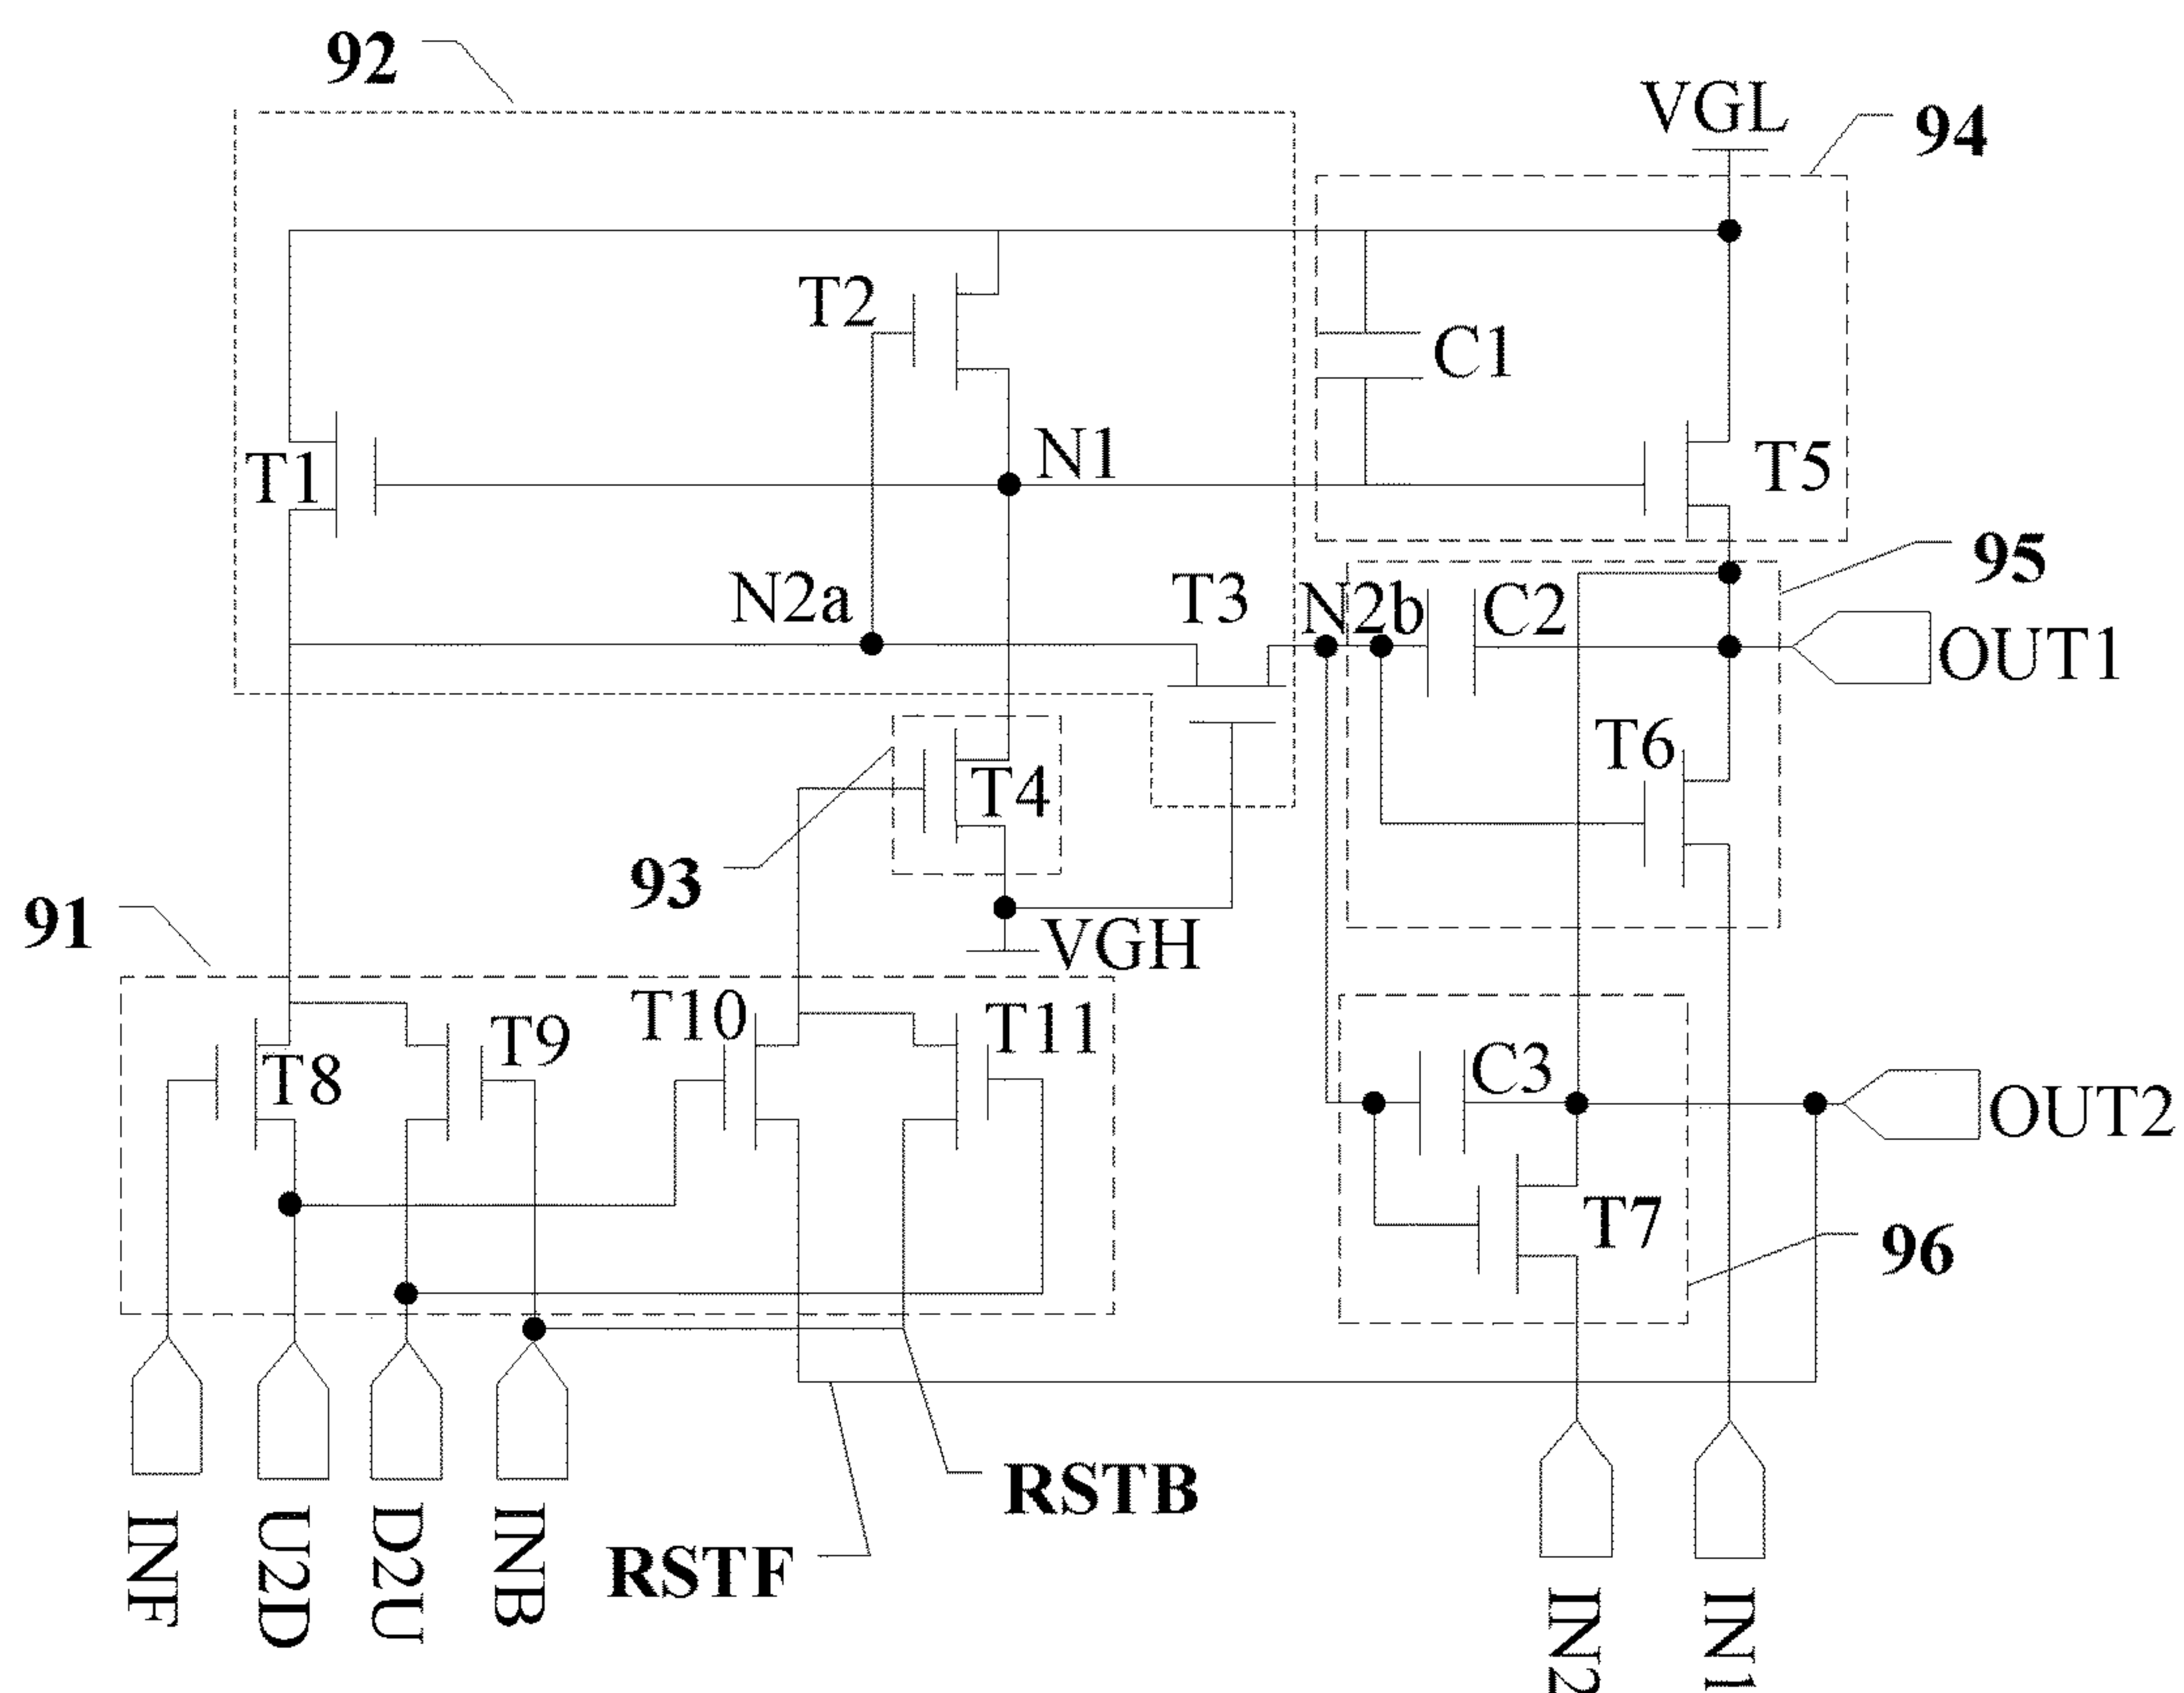 92
VGL
94
T2
C1
N1
T1
T5
95
N2a
T3
N2b
C2
OUT1
T6
T4
93
91
VGH
T10
T11
T9
T8
C3
OUT2
T7
96
RSTB
RSTF
INF
U2D
D2U
INB
IN2
IN1